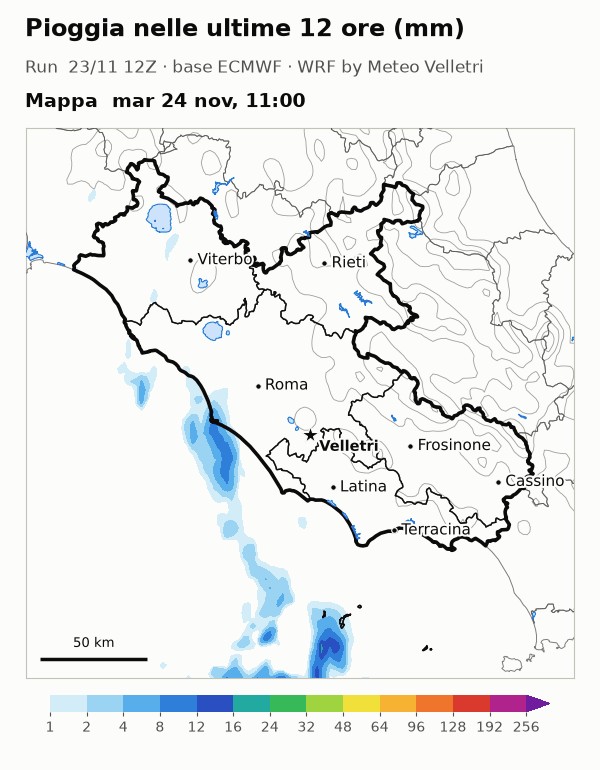 Pioggia nelle ultime 12 ore (mm)
Run  23/11 12Z · base ECMWF · WRF by Meteo Velletri
Mappa  mar 24 nov, 11:00
Viterbo
Rieti
Roma
Velletri
Frosinone
Latina
Cassino
Terracina
50 km
1 2 4 8 12 16 24 32 48 64 96 128 192 256